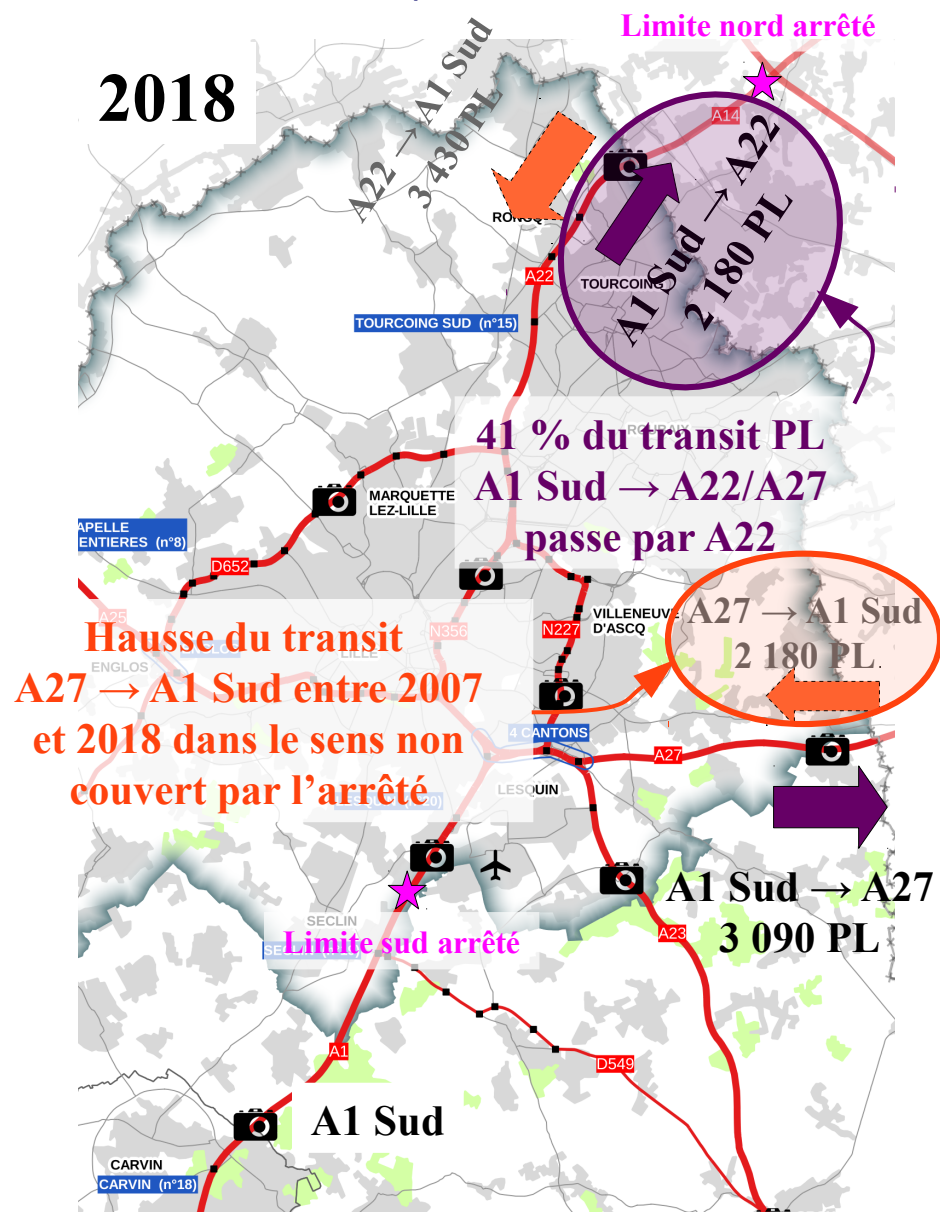 Limite nord arrêté
2018
A22 → A1 Sud
3 430 PL
A14
A1 Sud → A22
2 180 PL
A22
TOURCOING
TOURCOING SUD (n°15)
41 % du transit PL
A1 Sud → A22/A27
passe par A22
ROUBAIX
MARQUETTE
LEZ-LILLE
APELLE
ENTIERES (n°8)
D652
A25
N356
LILLE
ENGLOS
VILLENEUVE
D'ASCQ
N227
A27 → A1 Sud
2 180 PL
Hausse du transit
A27 → A1 Sud entre 2007
et 2018 dans le sens non
couvert par l'arrêté
4 CANTONS
A27
LESQUIN
A1 Sud → A27
3 090 PL
SECLIN
Limite sud arrêté
A23
A1
D549
A1 Sud
CARVIN
CARVIN (n°18)